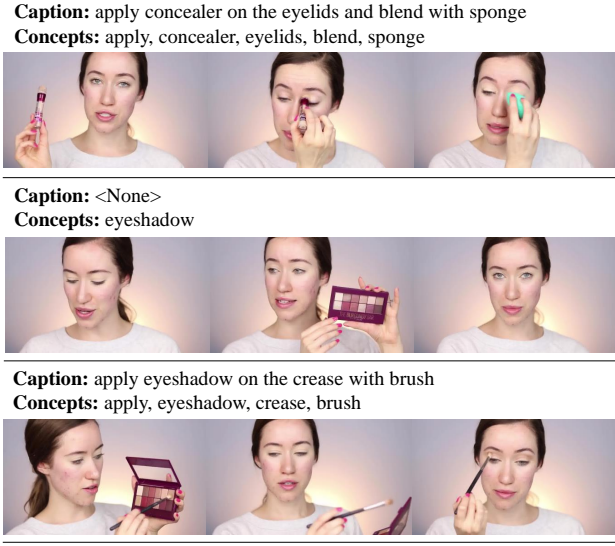 Caption: apply concealer on the eyelids and blend with sponge
Concepts: apply, concealer, eyelids, blend, sponge
Caption: <None>
Concepts: eyeshadow
Caption: apply eyeshadow on the crease with brush
Concepts: apply, eyeshadow, crease, brush